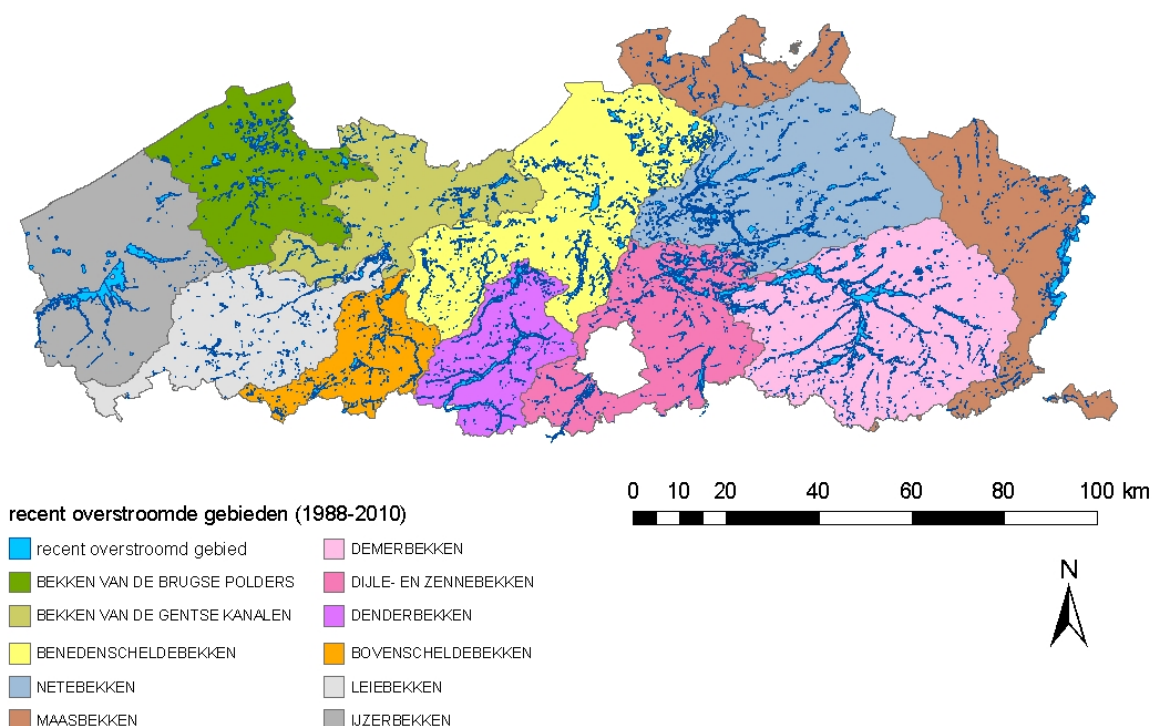 0 10 20 40 60 80 100 km
recent overstroomde gebieden (1988-2010)
recent overstroomd gebied
BEKKEN VAN DE BRUGSE POLDERS
BEKKEN VAN DE GENTSE KANALEN
BENEDENSCHELDEBEKKEN
NETEBEKKEN
MAASBEKKEN
DEMERBEKKEN
DIJLE- EN ZENNEBEKKEN
DENDERBEKKEN
BOVENSCHELDEBEKKEN
LEIEBEKKEN
IJZERBEKKEN
N